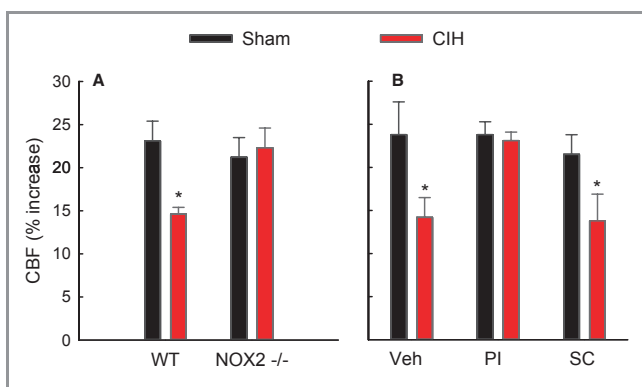 Sham CIH
A B
30
25
20
15
10
5
0
CBF (% increase)
*
* *
WT NOX2 -/- Veh PI SC